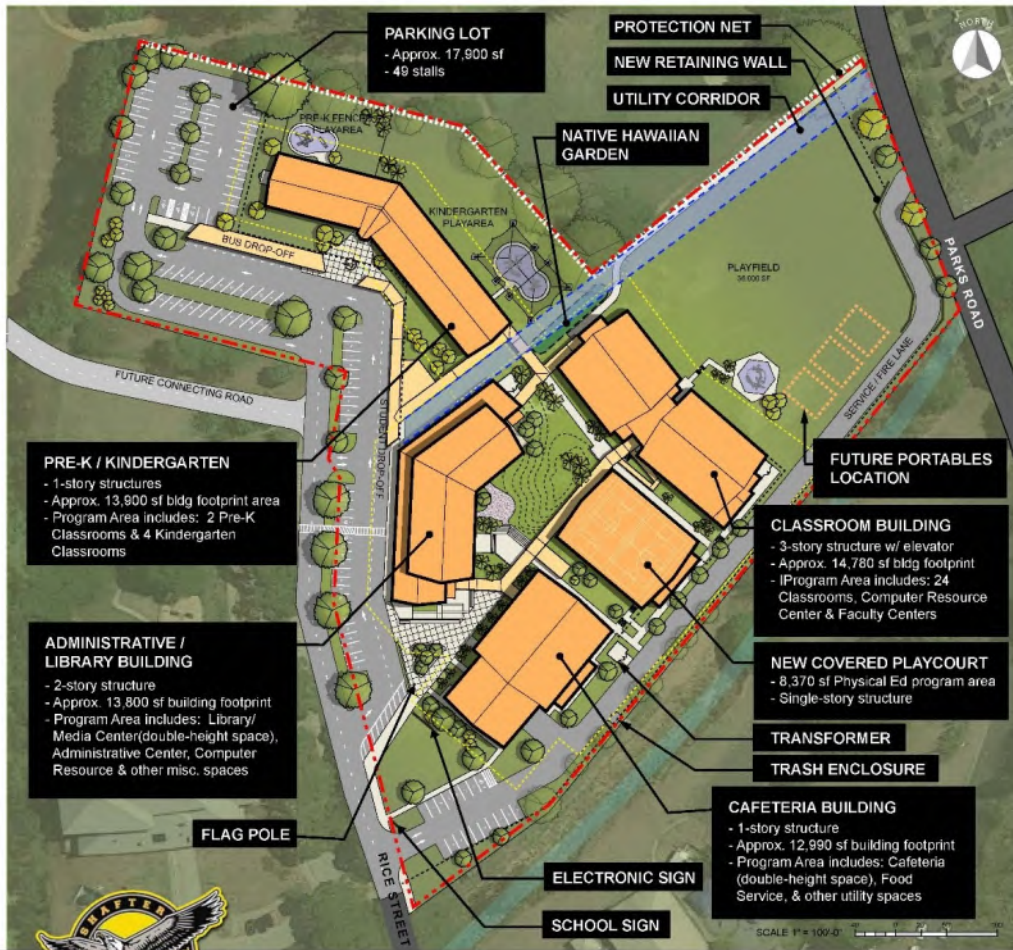 PARKING LOT
- Approx. 17,900 sf
- 49 stalls
PROTECTION NET
NEW RETAINING WALL
UTILITY CORRIDOR
NORTH
NATIVE HAWAIIAN
GARDEN
PRE-K FENCED
PLAYAREA
KINDERGARTEN
PLAYAREA
BUS DROP-OFF
PLAYFIELD
36,000 SF
PARKS ROAD
SERVICE / FIRE LANE
FUTURE CONNECTING ROAD
STUDENT DROP-OFF
PRE-K / KINDERGARTEN
- 1-story structures
- Approx. 13,900 sf bldg footprint area
- Program Area includes: 2 Pre-K
Classrooms & 4 Kindergarten
Classrooms
FUTURE PORTABLES
LOCATION
CLASSROOM BUILDING
- 3-story structure w/ elevator
- Approx. 14,780 sf bldg footprint
- IProgram Area includes: 24
Classrooms, Computer Resource
Center & Faculty Centers
ADMINISTRATIVE /
LIBRARY BUILDING
- 2-story structure
- Approx. 13,800 sf building footprint
- Program Area includes: Library/
Media Center(double-height space),
Administrative Center, Computer
Resource & other misc. spaces
NEW COVERED PLAYCOURT
- 8,370 sf Physical Ed program area
- Single-story structure
TRANSFORMER
TRASH ENCLOSURE
CAFETERIA BUILDING
- 1-story structure
- Approx. 12,990 sf building footprint
- Program Area includes: Cafeteria
(double-height space), Food
Service, & other utility spaces
FLAG POLE
RICE STREET
ELECTRONIC SIGN
SCHOOL SIGN
SHAFTER
SCALE 1" = 100'-0"